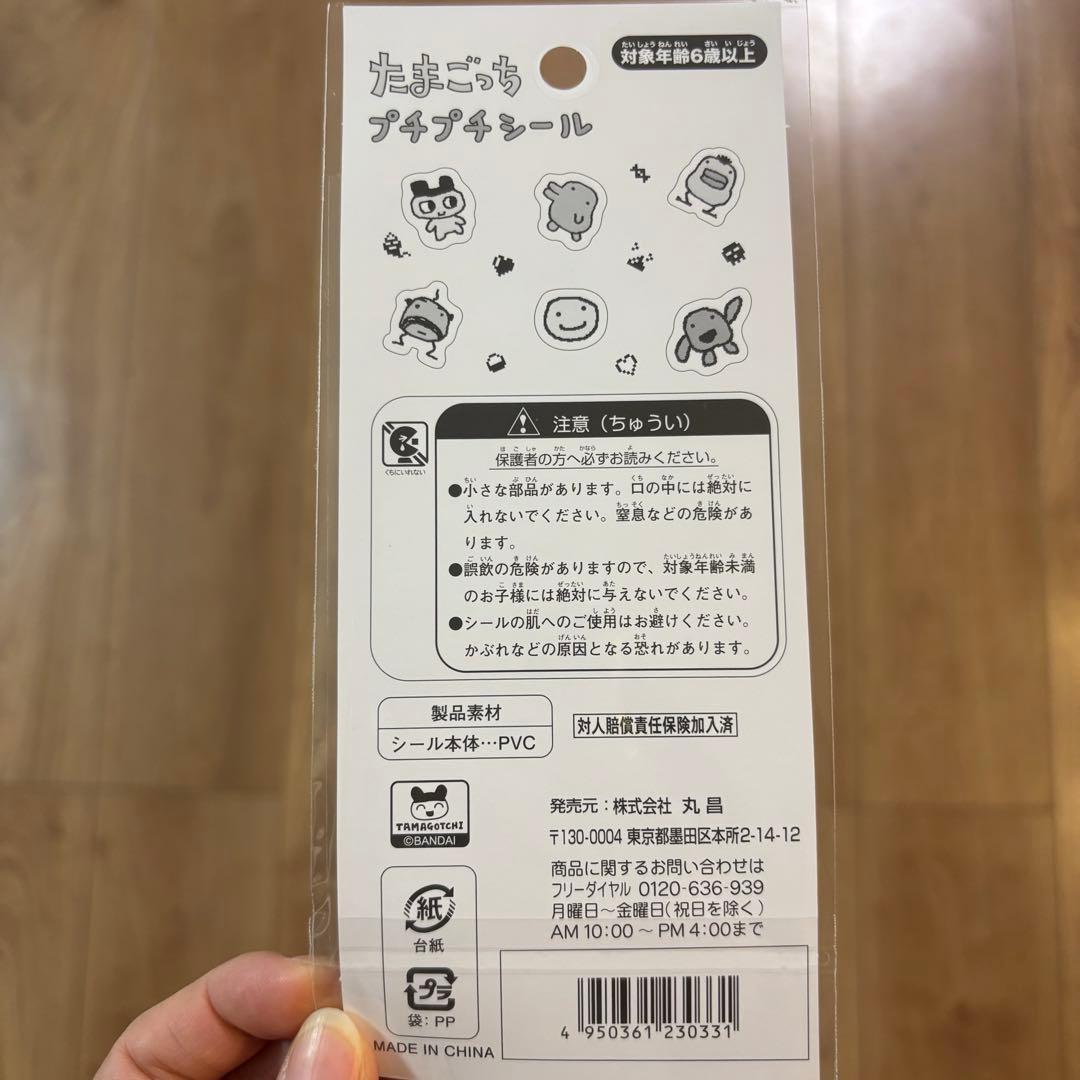 たまごっち
プチプチシール
対象年齢6歳以上
注意（ちゅうい）
くちにいれない
保護者の方へ必ずお読みください。
●小さな部品があります。口の中には絶対に
入れないでください。窒息などの危険があ
ります。
●誤飲の危険がありますので、対象年齢未満
のお子様には絶対に与えないでください。
●シールの肌へのご使用はお避けください。
かぶれなどの原因となる恐れがあります。
製品素材
シール本体…PVC
対人賠償責任保険加入済
TAMAGOTCHI
©BANDAI
発売元：株式会社 丸昌
〒130-0004 東京都墨田区本所2-14-12
商品に関するお問い合わせは
フリーダイヤル 0120-636-939
月曜日～金曜日(祝日を除く)
AM 10:00 ～ PM 4:00まで
紙
台紙
プラ
袋：PP
MADE IN CHINA
4 950361 230331